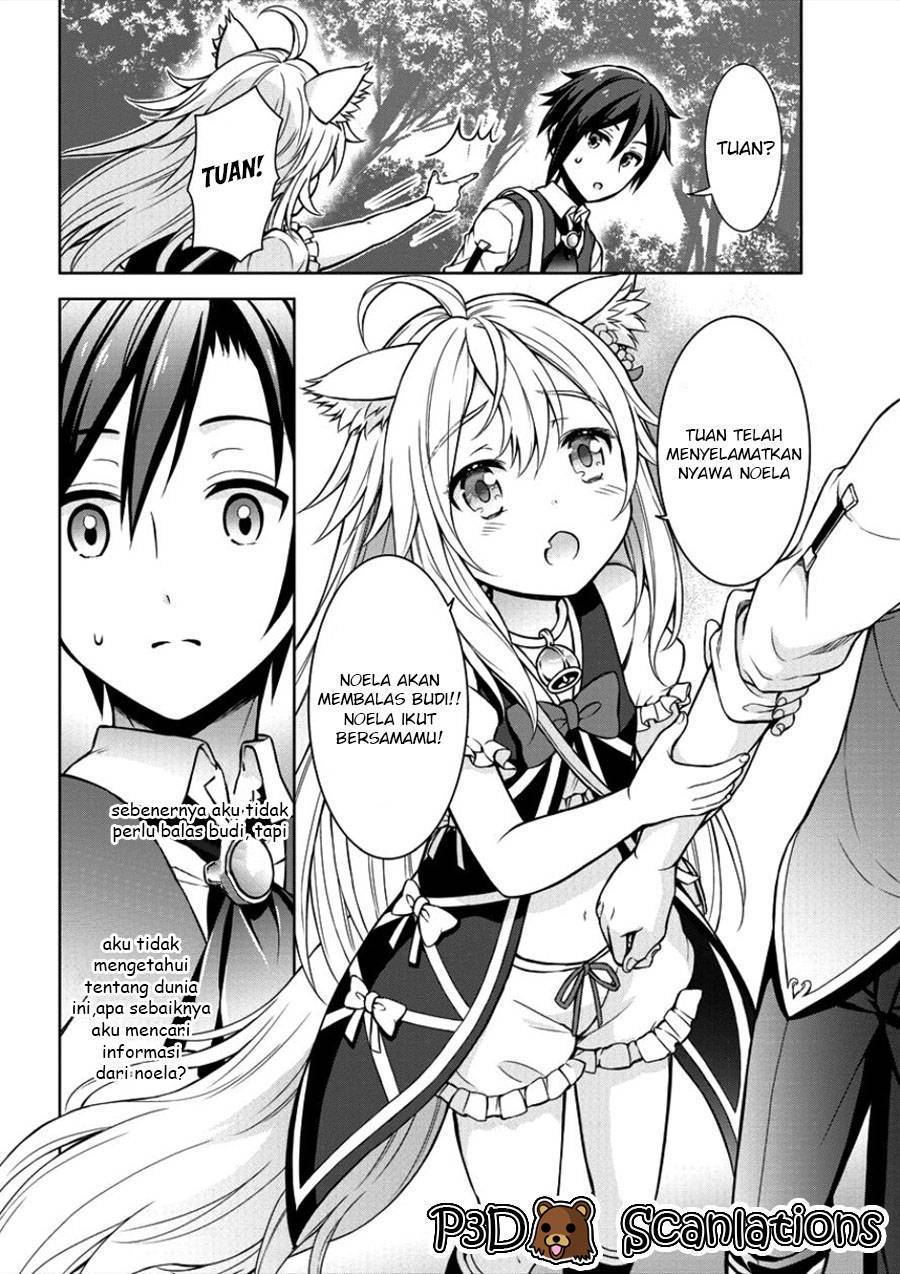 TUAN?
TUAN!
TUAN TELAH
MENYELAMATKAN
NYAWA NOELA
NOELA AKAN
MEMBALAS BUDI!!
NOELA IKUT
BERSAMAMU!
sebenernya aku tidak
perlu balas budi, tapi
aku tidak
mengetahui
tentang dunia
ini,apa sebaiknya
aku mencari
informasi
dari noela?
P3D Scanlations